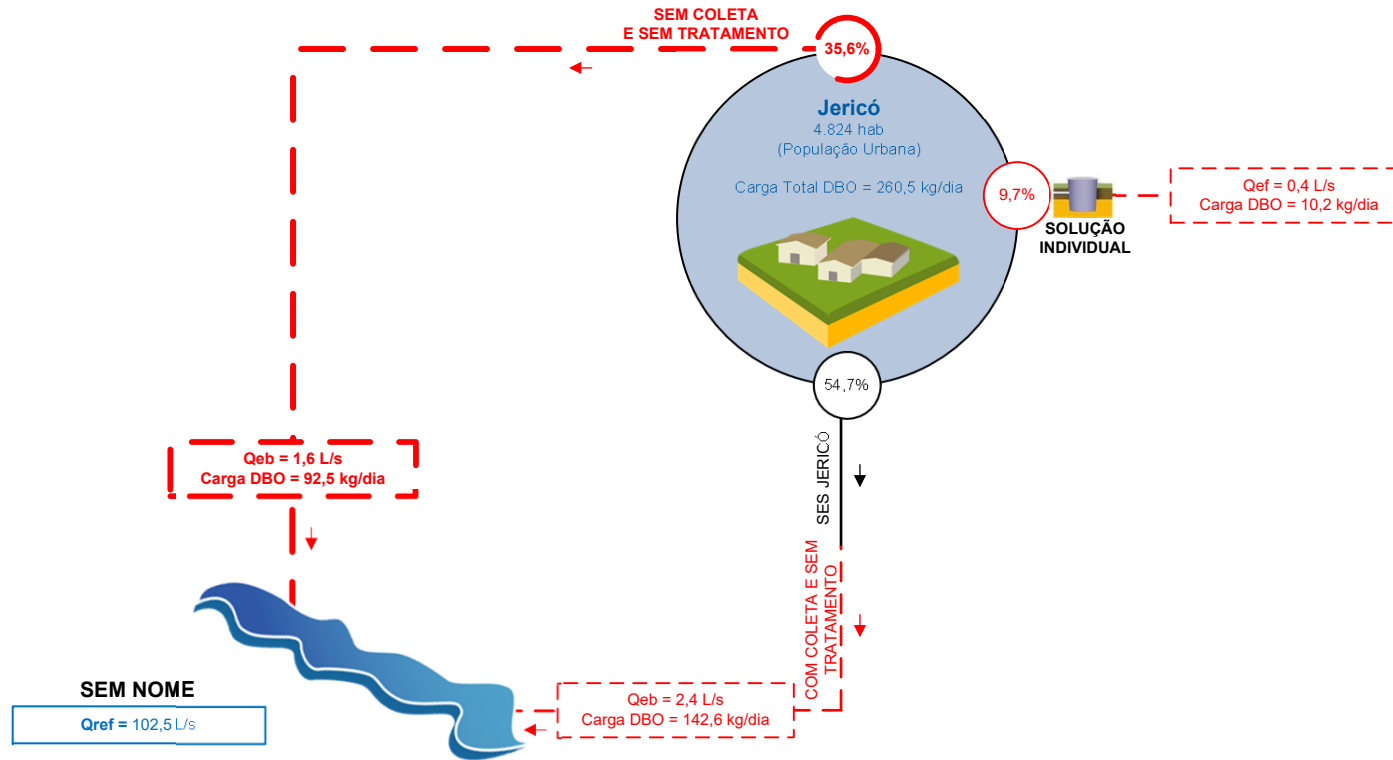 SEM COLETA
E SEM TRATAMENTO
35,6%
Jericó
4.824 hab
(População Urbana)
Carga Total DBO = 260,5 kg/dia
9,7%
SOLUÇÃO
INDIVIDUAL
Qef = 0,4 L/s
Carga DBO = 10,2 kg/dia
54,7%
Qeb = 1,6 L/s
Carga DBO = 92,5 kg/dia
SES JERICÓ
COM COLETA E SEM
TRATAMENTO
SEM NOME
Qref = 102,5 L/s
Qeb = 2,4 L/s
Carga DBO = 142,6 kg/dia